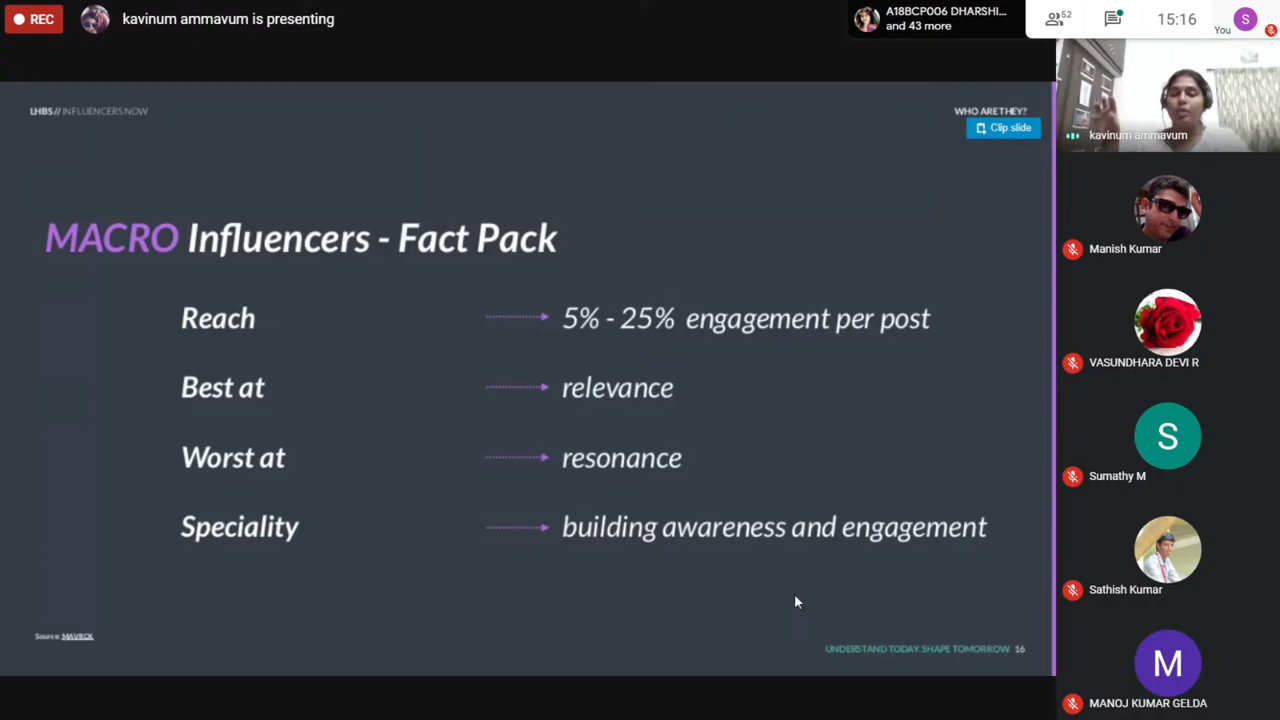 REC
kavinum ammavum is presenting
A18BCP006 DHARSHI...
and 43 more
52
15:16
You
S
LHBS// INFLUENCERS NOW
WHO ARE THEY?
Clip slide
kavinum ammavum
MACRO Influencers - Fact Pack
Reach 5% - 25% engagement per post
Best at relevance
Worst at resonance
Speciality building awareness and engagement
Source: MAVRCK
UNDERSTAND TODAY. SHAPE TOMORROW. 16
Manish Kumar
VASUNDHARA DEVI R
S
Sumathy M
Sathish Kumar
M
MANOJ KUMAR GELDA